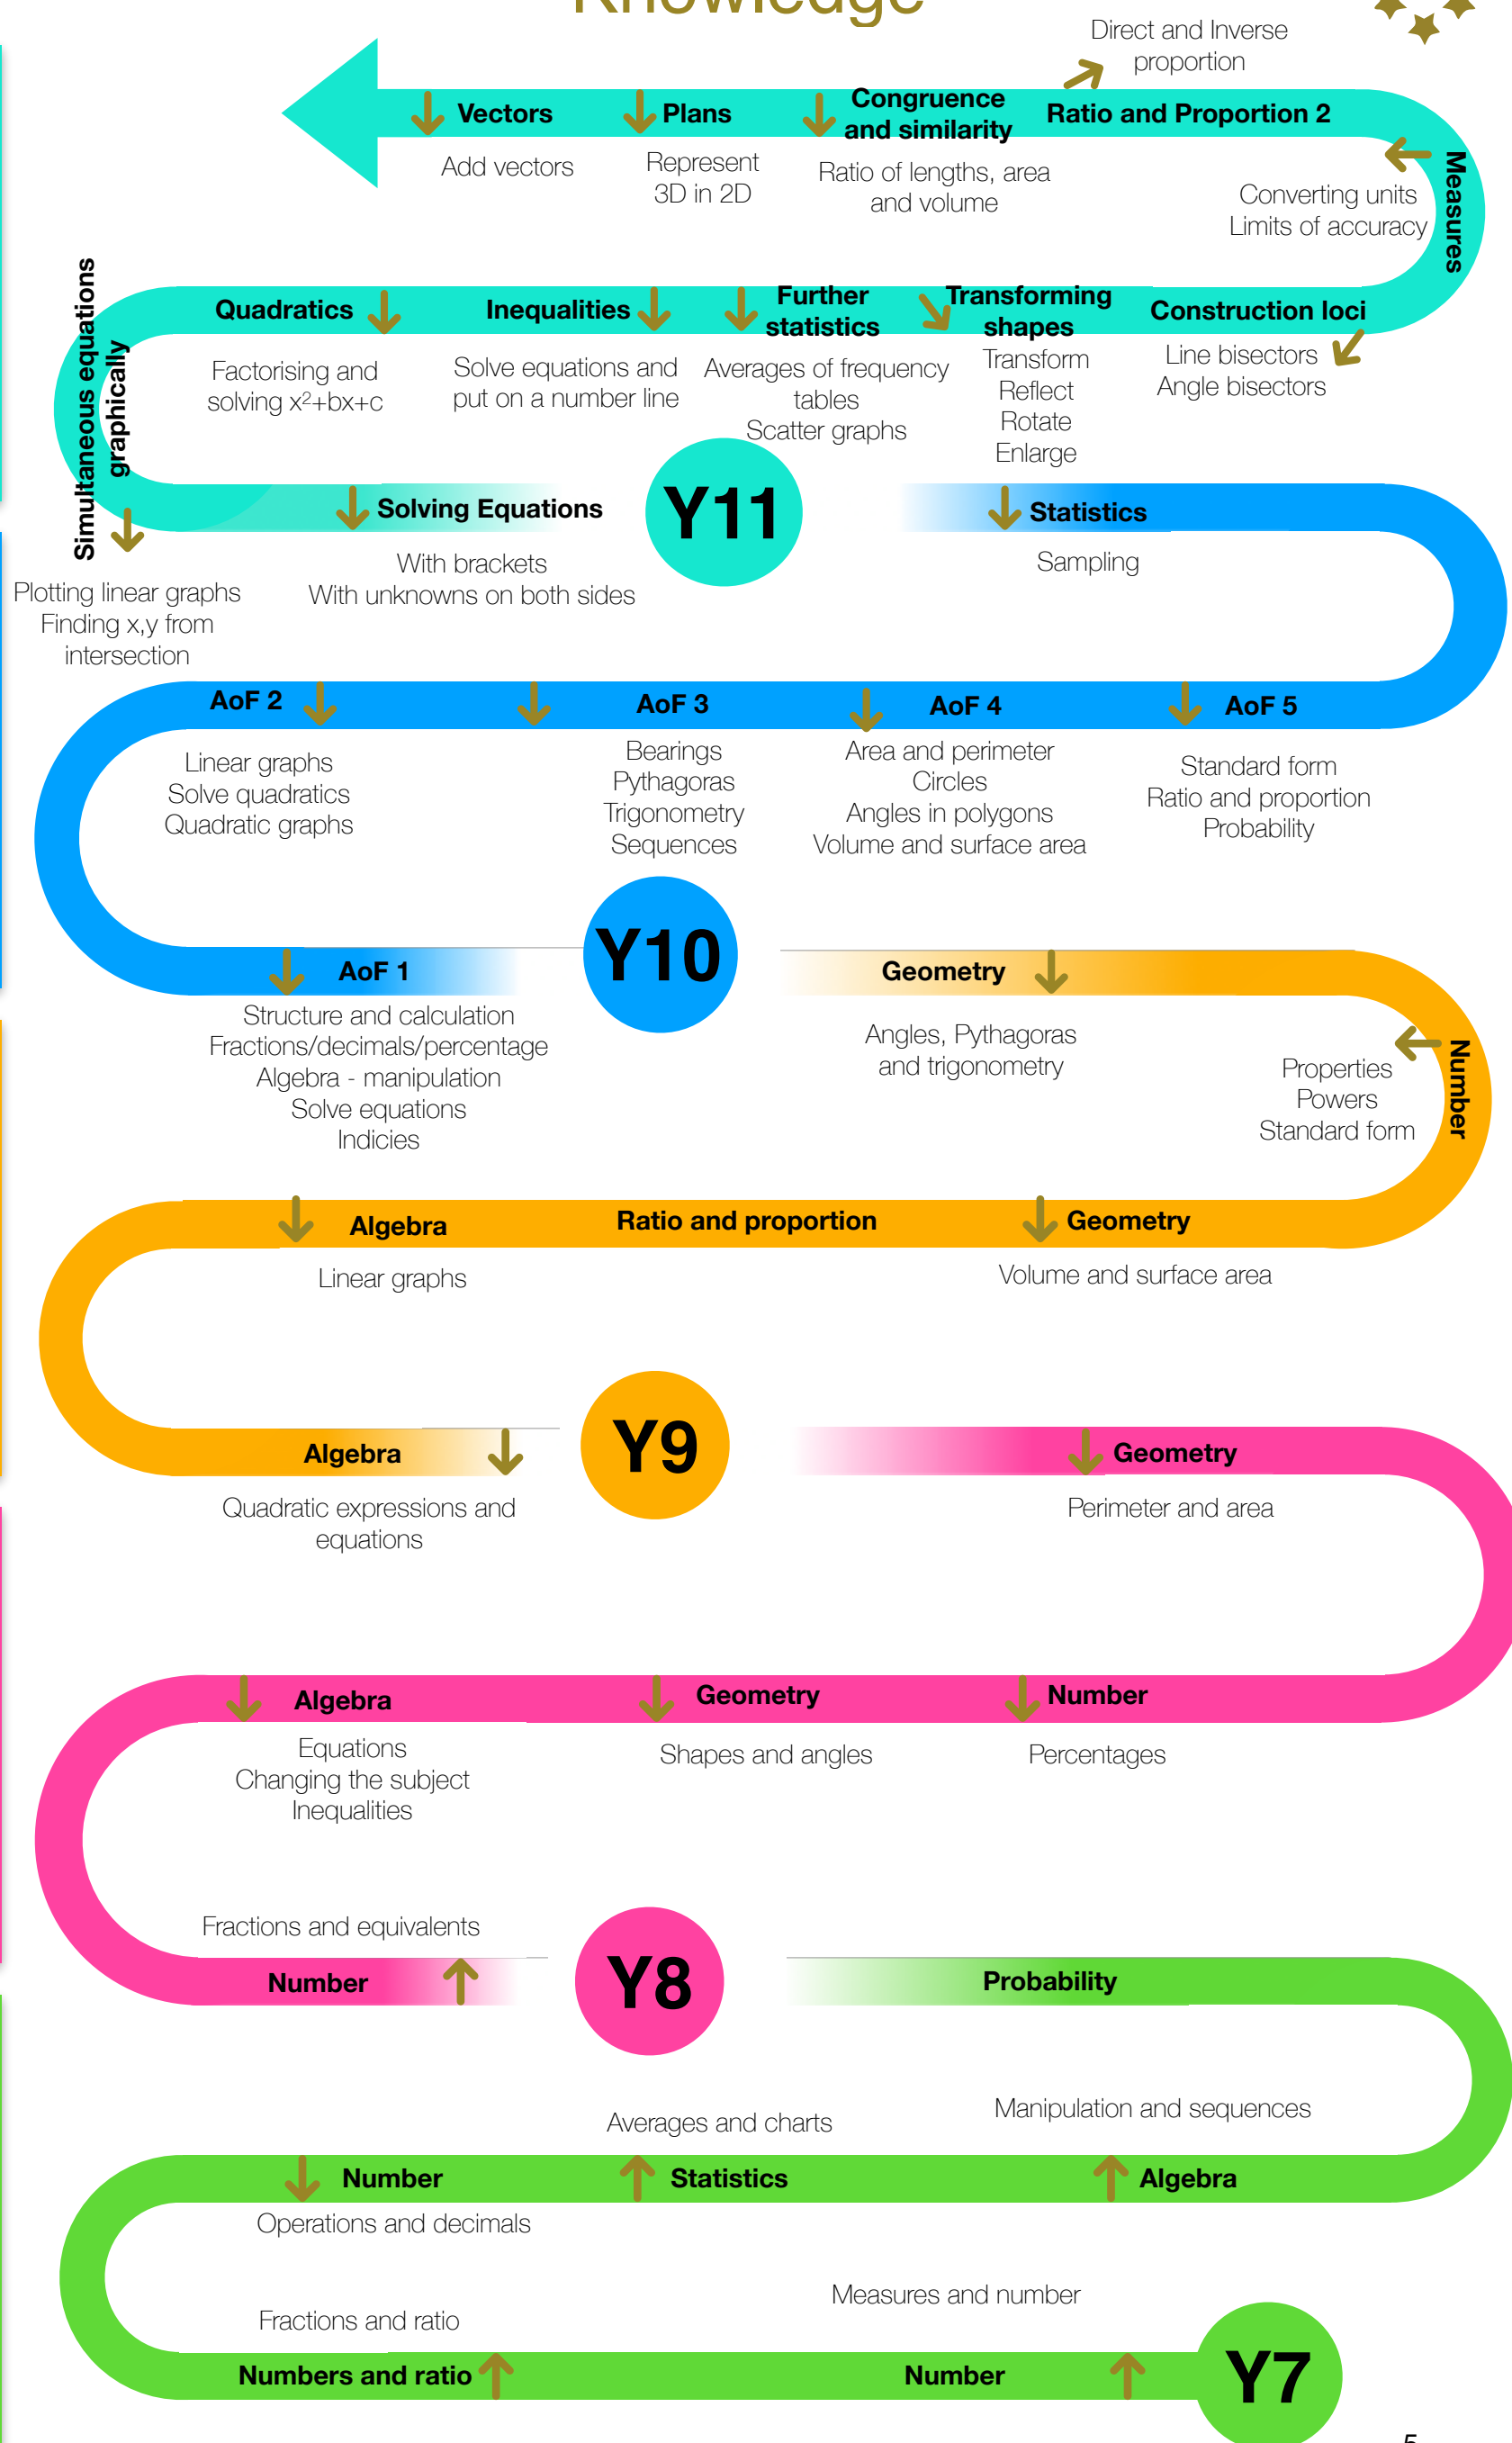 Knowledge
Direct and Inverse
proportion
Vectors
Plans
Congruence
and similarity
Ratio and Proportion 2
Add vectors
Represent
3D in 2D
Ratio of lengths, area
and volume
Measures
Converting units
Limits of accuracy
Simultaneous equations
graphically
Quadratics
Inequalities
Further
statistics
Transforming
shapes
Construction loci
Factorising and
solving x²+bx+c
Solve equations and
put on a number line
Averages of frequency
tables
Scatter graphs
Transform
Reflect
Rotate
Enlarge
Line bisectors
Angle bisectors
Solving Equations
Y11
Statistics
With brackets
With unknowns on both sides
Sampling
Plotting linear graphs
Finding x,y from
intersection
AoF 2
AoF 3
AoF 4
AoF 5
Linear graphs
Solve quadratics
Quadratic graphs
Bearings
Pythagoras
Trigonometry
Sequences
Area and perimeter
Circles
Angles in polygons
Volume and surface area
Standard form
Ratio and proportion
Probability
AoF 1
Y10
Geometry
Structure and calculation
Fractions/decimals/percentage
Algebra - manipulation
Solve equations
Indicies
Angles, Pythagoras
and trigonometry
Number
Properties
Powers
Standard form
Algebra
Ratio and proportion
Geometry
Linear graphs
Volume and surface area
Algebra
Y9
Geometry
Quadratic expressions and
equations
Perimeter and area
Algebra
Geometry
Number
Equations
Changing the subject
Inequalities
Shapes and angles
Percentages
Fractions and equivalents
Number
Y8
Probability
Averages and charts
Manipulation and sequences
Number
Statistics
Algebra
Operations and decimals
Measures and number
Fractions and ratio
Numbers and ratio
Number
Y7
5